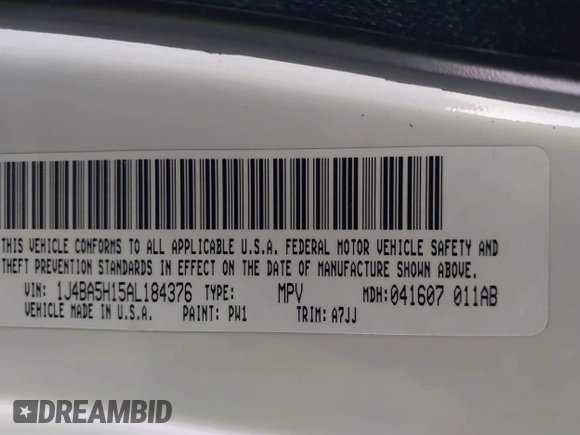 THIS VEHICLE CONFORMS TO ALL APPLICABLE U.S.A. FEDERAL MOTOR VEHICLE SAFETY AND
THEFT PREVENTION STANDARDS IN EFFECT ON THE DATE OF MANUFACTURE SHOWN ABOVE.
VIN: 1J4BA5H15AL184376 TYPE: MPV MDH:041607 011AB
VEHICLE MADE IN U.S.A. PAINT: PW1 TRIM: A7JJ
DREAMBID